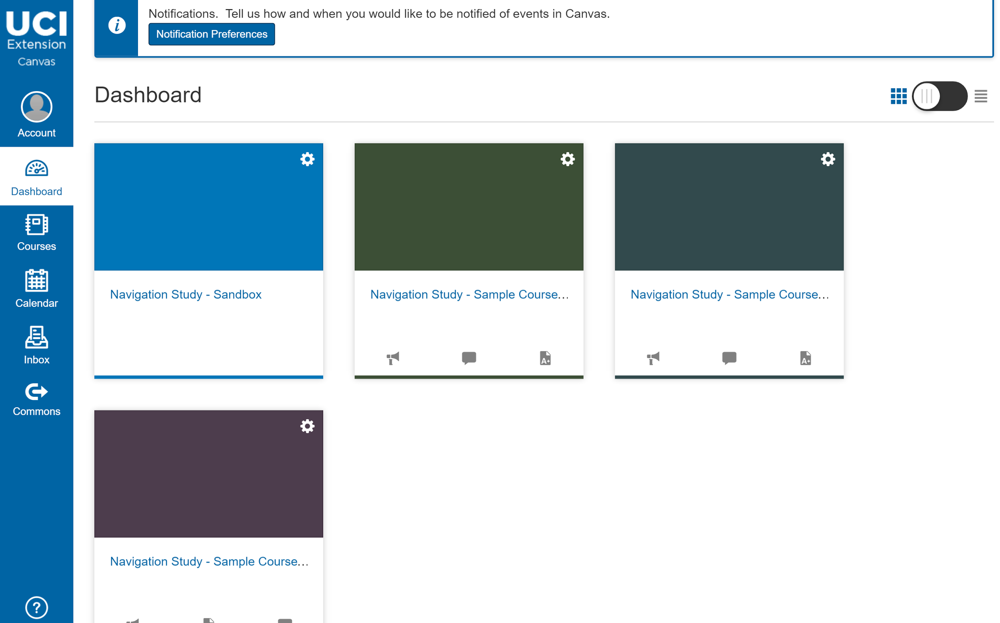 UCI
Extension
Canvas
Account
Dashboard
Courses
Calendar
Inbox
Commons
Notifications. Tell us how and when you would like to be notified of events in Canvas.
Notification Preferences
Dashboard
Navigation Study - Sandbox
Navigation Study - Sample Course...
A+
Navigation Study - Sample Course...
A+
Navigation Study - Sample Course...